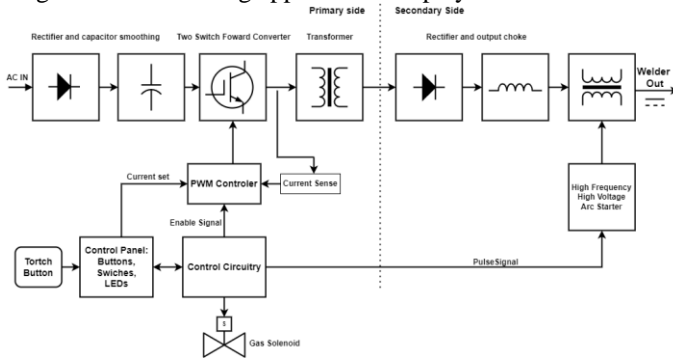 Primary side
Secondary Side
Rectifier and capacitor smoothing
Two Switch Foward Converter
Transformer
Rectifier and output choke
AC IN
Welder
Out
Current set
PWM Controler
Current Sense
High Frequency
High Voltage
Arc Starter
Enable Signal
Tortch
Button
Control Panel:
Buttons,
Swiches,
LEDs
Control Circuitry
PulseSignal
S
Gas Solenoid